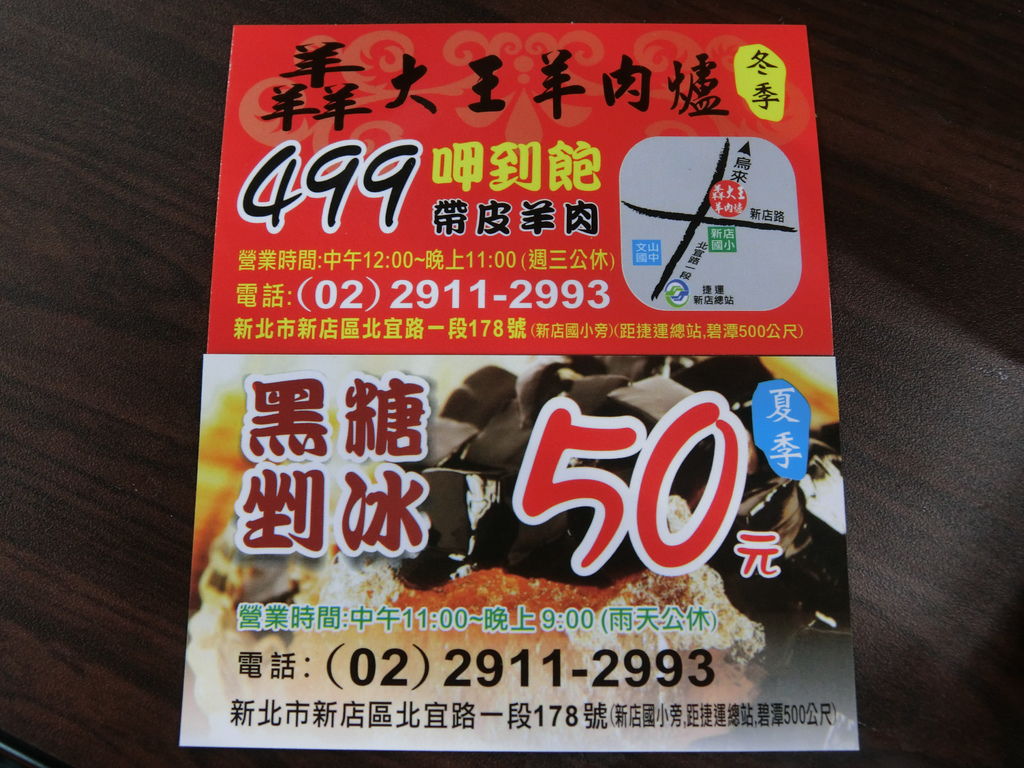 羴大王羊肉爐
冬季
499
呷到飽
帶皮羊肉
烏來
羴大王
羊肉爐
新店路
新店
國小
文山
國中
北宜路一段
捷運
新店總站
營業時間:中午12:00~晚上11:00(週三公休)
電話:(02)2911-2993
新北市新店區北宜路一段178號(新店國小旁)(距捷運總站,碧潭500公尺)
黑糖
剉冰
50元
夏季
營業時間:中午11:00~晚上9:00(雨天公休)
電話:(02)2911-2993
新北市新店區北宜路一段178號(新店國小旁,距捷運總站,碧潭500公尺)